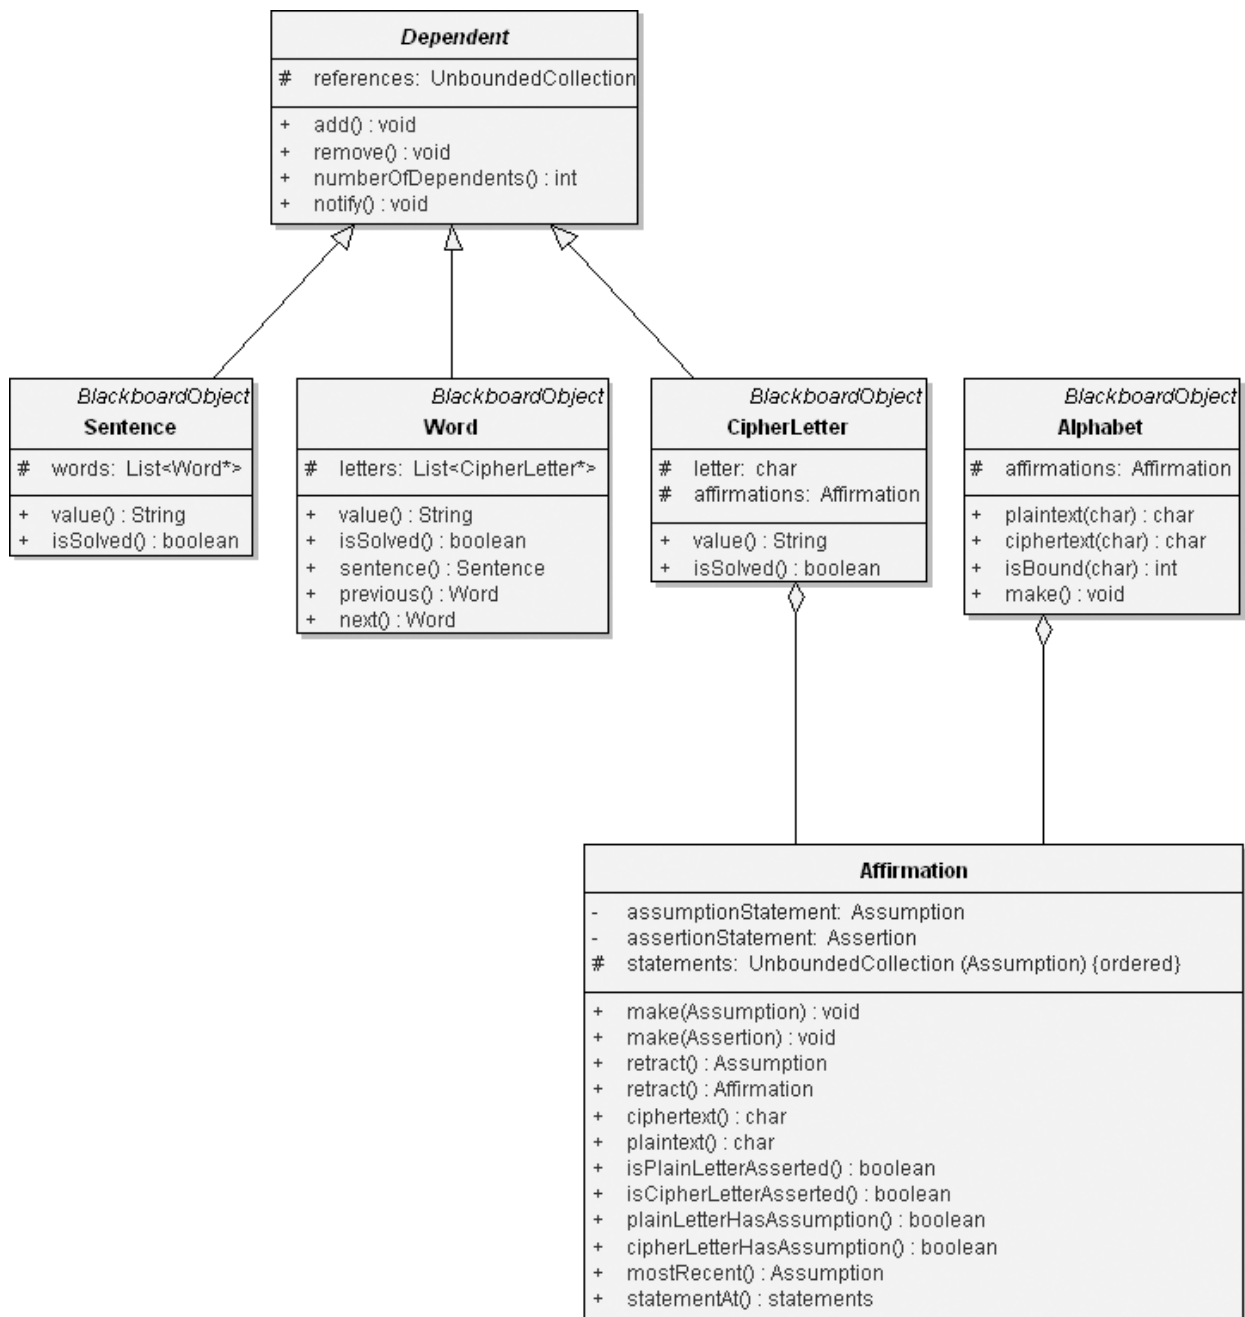 Dependent
# references: UnboundedCollection
+ add() : void
+ remove() : void
+ numberOfDependents() : int
+ notify() : void
BlackboardObject
Sentence
# words: List<Word*>
+ value() : String
+ isSolved() : boolean
BlackboardObject
Word
# letters: List<CipherLetter*>
+ value() : String
+ isSolved() : boolean
+ sentence() : Sentence
+ previous() : Word
+ next() : Word
BlackboardObject
CipherLetter
# letter: char
# affirmations: Affirmation
+ value() : String
+ isSolved() : boolean
BlackboardObject
Alphabet
# affirmations: Affirmation
+ plaintext(char) : char
+ ciphertext(char) : char
+ isBound(char) : int
+ make() : void
Affirmation
- assumptionStatement: Assumption
- assertionStatement: Assertion
# statements: UnboundedCollection (Assumption) {ordered}
+ make(Assumption) : void
+ make(Assertion) : void
+ retract() : Assumption
+ retract() : Affirmation
+ ciphertext() : char
+ plaintext() : char
+ isPlainLetterAsserted() : boolean
+ isCipherLetterAsserted() : boolean
+ plainLetterHasAssumption() : boolean
+ cipherLetterHasAssumption() : boolean
+ mostRecent() : Assumption
+ statementAt() : statements